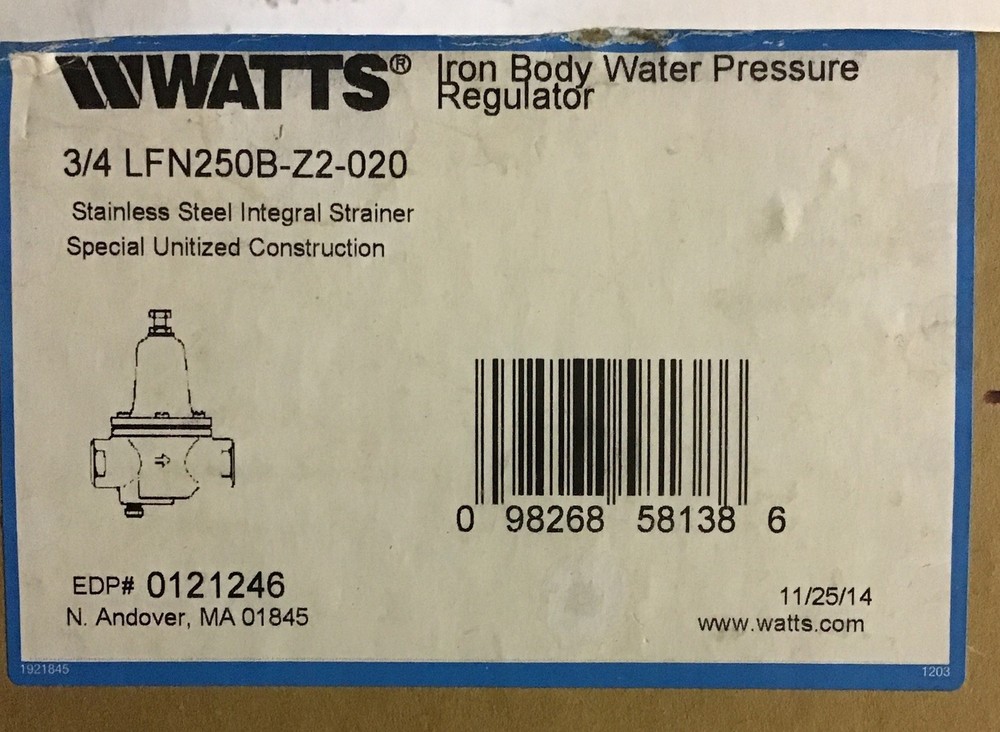 WATTS® Iron Body Water Pressure
Regulator
3/4 LFN250B-Z2-020
Stainless Steel Integral Strainer
Special Unitized Construction
0 98268 58138 6
EDP# 0121246
N. Andover, MA 01845
11/25/14
www.watts.com
1921845
1203